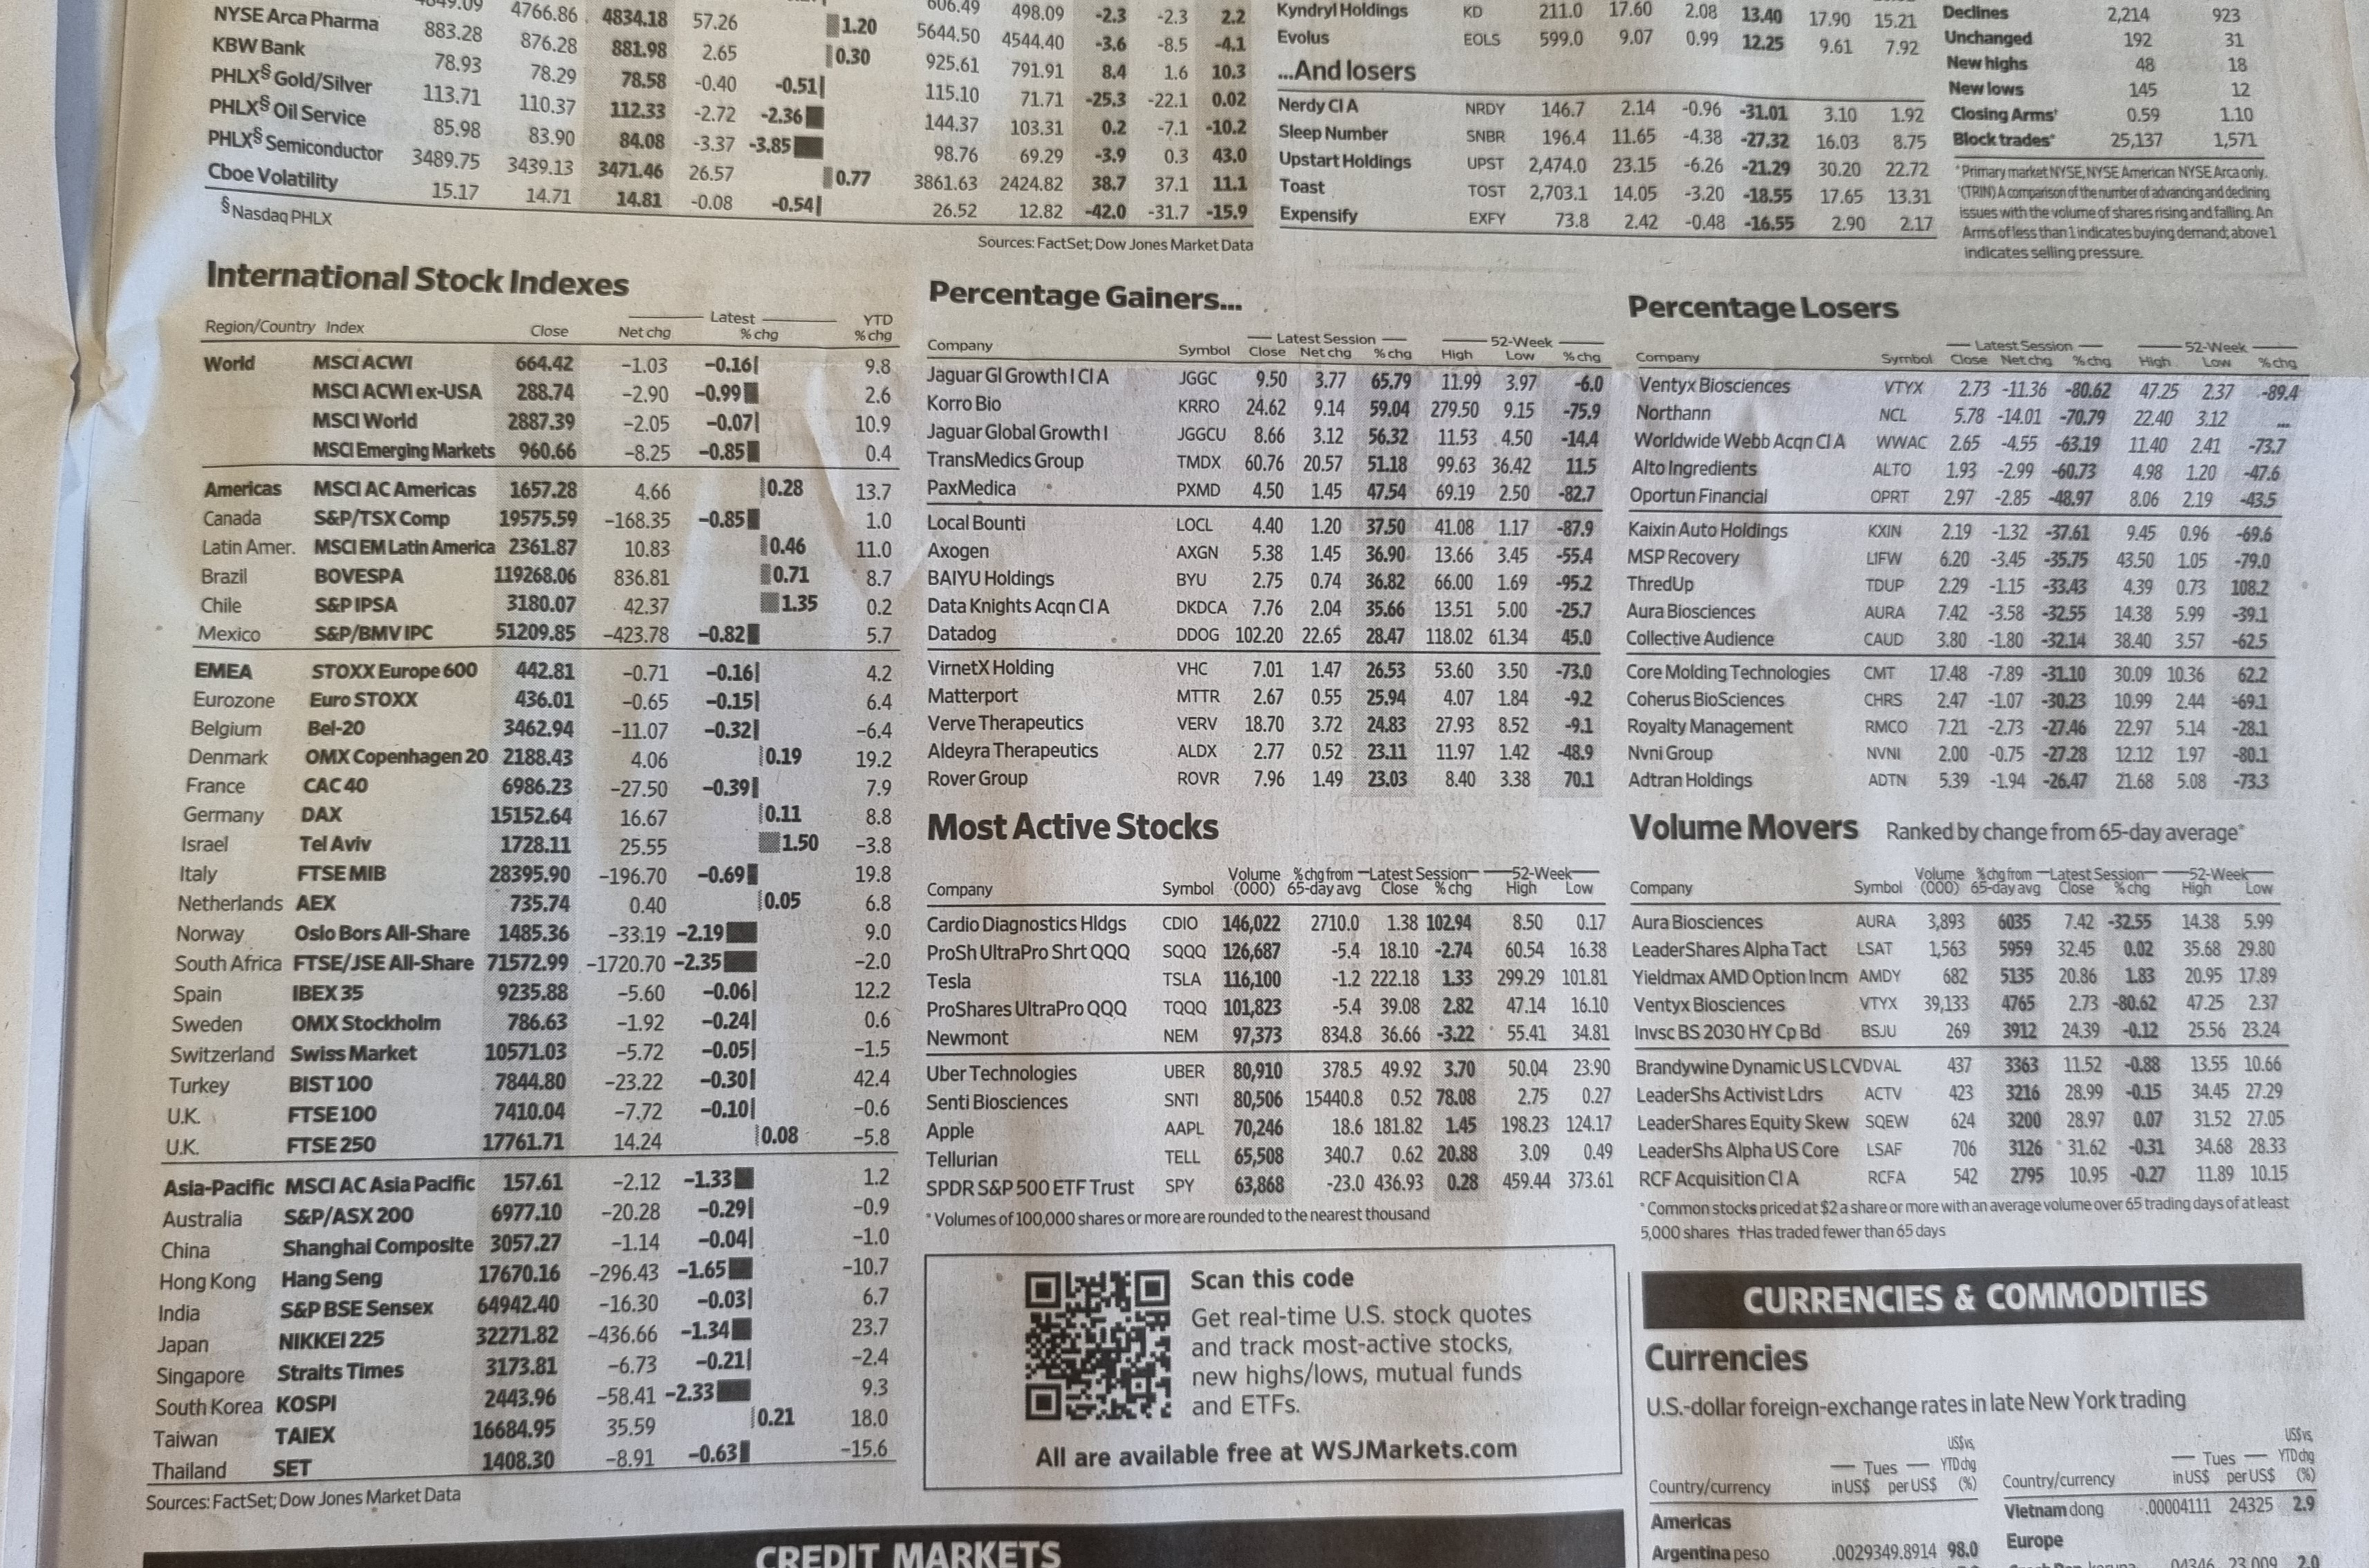 4849.09 4766.86 4834.18 57.26 1.20 5644.50 4544.40 -3.6 -8.5 -4.1
NYSE Arca Pharma 883.28 876.28 881.98 2.65 0.30 925.61 791.91 8.4 1.6 10.3
KBW Bank 78.93 78.29 78.58 -0.40 -0.51 115.10 71.71 -25.3 -22.1 0.02
PHLX§ Gold/Silver 113.71 110.37 112.33 -2.72 -2.36 144.37 103.31 0.2 -7.1 -10.2
PHLX§ Oil Service 85.98 83.90 84.08 -3.37 -3.85 98.76 69.29 -3.9 0.3 43.0
PHLX§ Semiconductor 3489.75 3439.13 3471.46 26.57 0.77 3861.63 2424.82 38.7 37.1 11.1
Cboe Volatility 15.17 14.71 14.81 -0.08 -0.54 26.52 12.82 -42.0 -31.7 -15.9
§Nasdaq PHLX
Sources: FactSet; Dow Jones Market Data
606.49 498.09 -2.3 -2.3 2.2
Kyndryl Holdings KD 211.0 17.60 2.08 13.40 17.90 15.21
Evolus EOLS 599.0 9.07 0.99 12.25 9.61 7.92
...And losers
Nerdy Cl A NRDY 146.7 2.14 -0.96 -31.01 3.10 1.92
Sleep Number SNBR 196.4 11.65 -4.38 -27.32 16.03 8.75
Upstart Holdings UPST 2,474.0 23.15 -6.26 -21.29 30.20 22.72
Toast TOST 2,703.1 14.05 -3.20 -18.55 17.65 13.31
Expensify EXFY 73.8 2.42 -0.48 -16.55 2.90 2.17
Declines 2,214 923
Unchanged 192 31
New highs 48 18
New lows 145 12
Closing Arms† 0.59 1.10
Block trades* 25,137 1,571
*Primary market NYSE, NYSE American NYSE Arca only.
†(TRIN) A comparison of the number of advancing and declining
issues with the volume of shares rising and falling. An
Arms of less than 1 indicates buying demand; above 1
indicates selling pressure.
International Stock Indexes
Latest YTD
Region/Country Index Close Net chg % chg % chg
World MSCI ACWI 664.42 –1.03 –0.16 9.8
MSCI ACWI ex-USA 288.74 –2.90 –0.99 2.6
MSCI World 2887.39 –2.05 –0.07 10.9
MSCI Emerging Markets 960.66 –8.25 –0.85 0.4
Americas MSCI AC Americas 1657.28 4.66 0.28 13.7
Canada S&P/TSX Comp 19575.59 –168.35 –0.85 1.0
Latin Amer. MSCI EM Latin America 2361.87 10.83 0.46 11.0
Brazil BOVESPA 119268.06 836.81 0.71 8.7
Chile S&P IPSA 3180.07 42.37 1.35 0.2
Mexico S&P/BMV IPC 51209.85 –423.78 –0.82 5.7
EMEA STOXX Europe 600 442.81 –0.71 –0.16 4.2
Eurozone Euro STOXX 436.01 –0.65 –0.15 6.4
Belgium Bel-20 3462.94 –11.07 –0.32 –6.4
Denmark OMX Copenhagen 20 2188.43 4.06 0.19 19.2
France CAC 40 6986.23 –27.50 –0.39 7.9
Germany DAX 15152.64 16.67 0.11 8.8
Israel Tel Aviv 1728.11 25.55 1.50 –3.8
Italy FTSE MIB 28395.90 –196.70 –0.69 19.8
Netherlands AEX 735.74 0.40 0.05 6.8
Norway Oslo Bors All-Share 1485.36 –33.19 –2.19 9.0
South Africa FTSE/JSE All-Share 71572.99 –1720.70 –2.35 –2.0
Spain IBEX 35 9235.88 –5.60 –0.06 12.2
Sweden OMX Stockholm 786.63 –1.92 –0.24 0.6
Switzerland Swiss Market 10571.03 –5.72 –0.05 –1.5
Turkey BIST 100 7844.80 –23.22 –0.30 42.4
U.K. FTSE 100 7410.04 –7.72 –0.10 –0.6
U.K. FTSE 250 17761.71 14.24 0.08 –5.8
Asia-Pacific MSCI AC Asia Pacific 157.61 –2.12 –1.33 1.2
Australia S&P/ASX 200 6977.10 –20.28 –0.29 –0.9
China Shanghai Composite 3057.27 –1.14 –0.04 –1.0
Hong Kong Hang Seng 17670.16 –296.43 –1.65 –10.7
India S&P BSE Sensex 64942.40 –16.30 –0.03 6.7
Japan NIKKEI 225 32271.82 –436.66 –1.34 23.7
Singapore Straits Times 3173.81 –6.73 –0.21 –2.4
South Korea KOSPI 2443.96 –58.41 –2.33 9.3
Taiwan TAIEX 16684.95 35.59 0.21 18.0
Thailand SET 1408.30 –8.91 –0.63 –15.6
Sources: FactSet; Dow Jones Market Data
Percentage Gainers...
Latest Session 52-Week
Company Symbol Close Net chg % chg High Low % chg
Jaguar Gl Growth I Cl A JGGC 9.50 3.77 65.79 11.99 3.97 -6.0
Korro Bio KRRO 24.62 9.14 59.04 279.50 9.15 -75.9
Jaguar Global Growth I JGGCU 8.66 3.12 56.32 11.53 4.50 -14.4
TransMedics Group TMDX 60.76 20.57 51.18 99.63 36.42 11.5
PaxMedica PXMD 4.50 1.45 47.54 69.19 2.50 -82.7
Local Bounti LOCL 4.40 1.20 37.50 41.08 1.17 -87.9
Axogen AXGN 5.38 1.45 36.90 13.66 3.45 -55.4
BAIYU Holdings BYU 2.75 0.74 36.82 66.00 1.69 -95.2
Data Knights Acqn Cl A DKDCA 7.76 2.04 35.66 13.51 5.00 -25.7
Datadog DDOG 102.20 22.65 28.47 118.02 61.34 45.0
VirnetX Holding VHC 7.01 1.47 26.53 53.60 3.50 -73.0
Matterport MTTR 2.67 0.55 25.94 4.07 1.84 -9.2
Verve Therapeutics VERV 18.70 3.72 24.83 27.93 8.52 -9.1
Aldeyra Therapeutics ALDX 2.77 0.52 23.11 11.97 1.42 -48.9
Rover Group ROVR 7.96 1.49 23.03 8.40 3.38 70.1
Percentage Losers
Latest Session 52-Week
Company Symbol Close Net chg % chg High Low % chg
Ventyx Biosciences VTYX 2.73 -11.36 -80.62 47.25 2.37 -89.4
Northann NCL 5.78 -14.01 -70.79 22.40 3.12 ...
Worldwide Webb Acqn Cl A WWAC 2.65 -4.55 -63.19 11.40 2.41 -73.7
Alto Ingredients ALTO 1.93 -2.99 -60.73 4.98 1.20 -47.6
Oportun Financial OPRT 2.97 -2.85 -48.97 8.06 2.19 -43.5
Kaixin Auto Holdings KXIN 2.19 -1.32 -37.61 9.45 0.96 -69.6
MSP Recovery LIFW 6.20 -3.45 -35.75 43.50 1.05 -79.0
ThredUp TDUP 2.29 -1.15 -33.43 4.39 0.73 108.2
Aura Biosciences AURA 7.42 -3.58 -32.55 14.38 5.99 -39.1
Collective Audience CAUD 3.80 -1.80 -32.14 38.40 3.57 -62.5
Core Molding Technologies CMT 17.48 -7.89 -31.10 30.09 10.36 62.2
Coherus BioSciences CHRS 2.47 -1.07 -30.23 10.99 2.44 -69.1
Royalty Management RMCO 7.21 -2.73 -27.46 22.97 5.14 -28.1
Nvni Group NVNI 2.00 -0.75 -27.28 12.12 1.97 -80.1
Adtran Holdings ADTN 5.39 -1.94 -26.47 21.68 5.08 -73.3
Most Active Stocks
Volume % chg from Latest Session 52-Week
Company Symbol (000) 65-day avg Close % chg High Low
Cardio Diagnostics Hldgs CDIO 146,022 2710.0 1.38 102.94 8.50 0.17
ProSh UltraPro Shrt QQQ SQQQ 126,687 -5.4 18.10 -2.74 60.54 16.38
Tesla TSLA 116,100 -1.2 222.18 1.33 299.29 101.81
ProShares UltraPro QQQ TQQQ 101,823 -5.4 39.08 2.82 47.14 16.10
Newmont NEM 97,373 834.8 36.66 -3.22 55.41 34.81
Uber Technologies UBER 80,910 378.5 49.92 3.70 50.04 23.90
Senti Biosciences SNTI 80,506 15440.8 0.52 78.08 2.75 0.27
Apple AAPL 70,246 18.6 181.82 1.45 198.23 124.17
Tellurian TELL 65,508 340.7 0.62 20.88 3.09 0.49
SPDR S&P 500 ETF Trust SPY 63,868 -23.0 436.93 0.28 459.44 373.61
* Volumes of 100,000 shares or more are rounded to the nearest thousand
Volume Movers Ranked by change from 65-day average*
Volume % chg from Latest Session 52-Week
Company Symbol (000) 65-day avg Close % chg High Low
Aura Biosciences AURA 3,893 6035 7.42 -32.55 14.38 5.99
LeaderShares Alpha Tact LSAT 1,563 5959 32.45 0.02 35.68 29.80
Yieldmax AMD Option Incm AMDY 682 5135 20.86 1.83 20.95 17.89
Ventyx Biosciences VTYX 39,133 4765 2.73 -80.62 47.25 2.37
Invsc BS 2030 HY Cp Bd BSJU 269 3912 24.39 -0.12 25.56 23.24
Brandywine Dynamic US LCV DVAL 437 3363 11.52 -0.88 13.55 10.66
LeaderShs Activist Ldrs ACTV 423 3216 28.99 -0.15 34.45 27.29
LeaderShares Equity Skew SQEW 624 3200 28.97 0.07 31.52 27.05
LeaderShs Alpha US Core LSAF 706 3126 31.62 -0.31 34.68 28.33
RCF Acquisition Cl A RCFA 542 2795 10.95 -0.27 11.89 10.15
* Common stocks priced at $2 a share or more with an average volume over 65 trading days of at least
5,000 shares †Has traded fewer than 65 days
Scan this code
Get real-time U.S. stock quotes
and track most-active stocks,
new highs/lows, mutual funds
and ETFs.
All are available free at WSJMarkets.com
CURRENCIES & COMMODITIES
Currencies
U.S.-dollar foreign-exchange rates in late New York trading
US$ vs,
Tues YTD chg
Country/currency in US$ per US$ (%)
Americas
Argentina peso .0029349.8914 98.0
US$ vs,
Tues YTD chg
Country/currency in US$ per US$ (%)
Vietnam dong .00004111 24325 2.9
Europe
.04346 23.009 2.0
CREDIT MARKETS